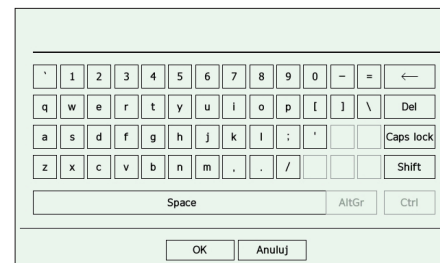 ` 1 2 3 4 5 6 7 8 9 0 - = ←
q w e r t y u i o p [ ] \ Del
a s d f g h j k l ; ' Caps lock
z x c v b n m , . / Shift
Space AltGr Ctrl
OK Anuluj